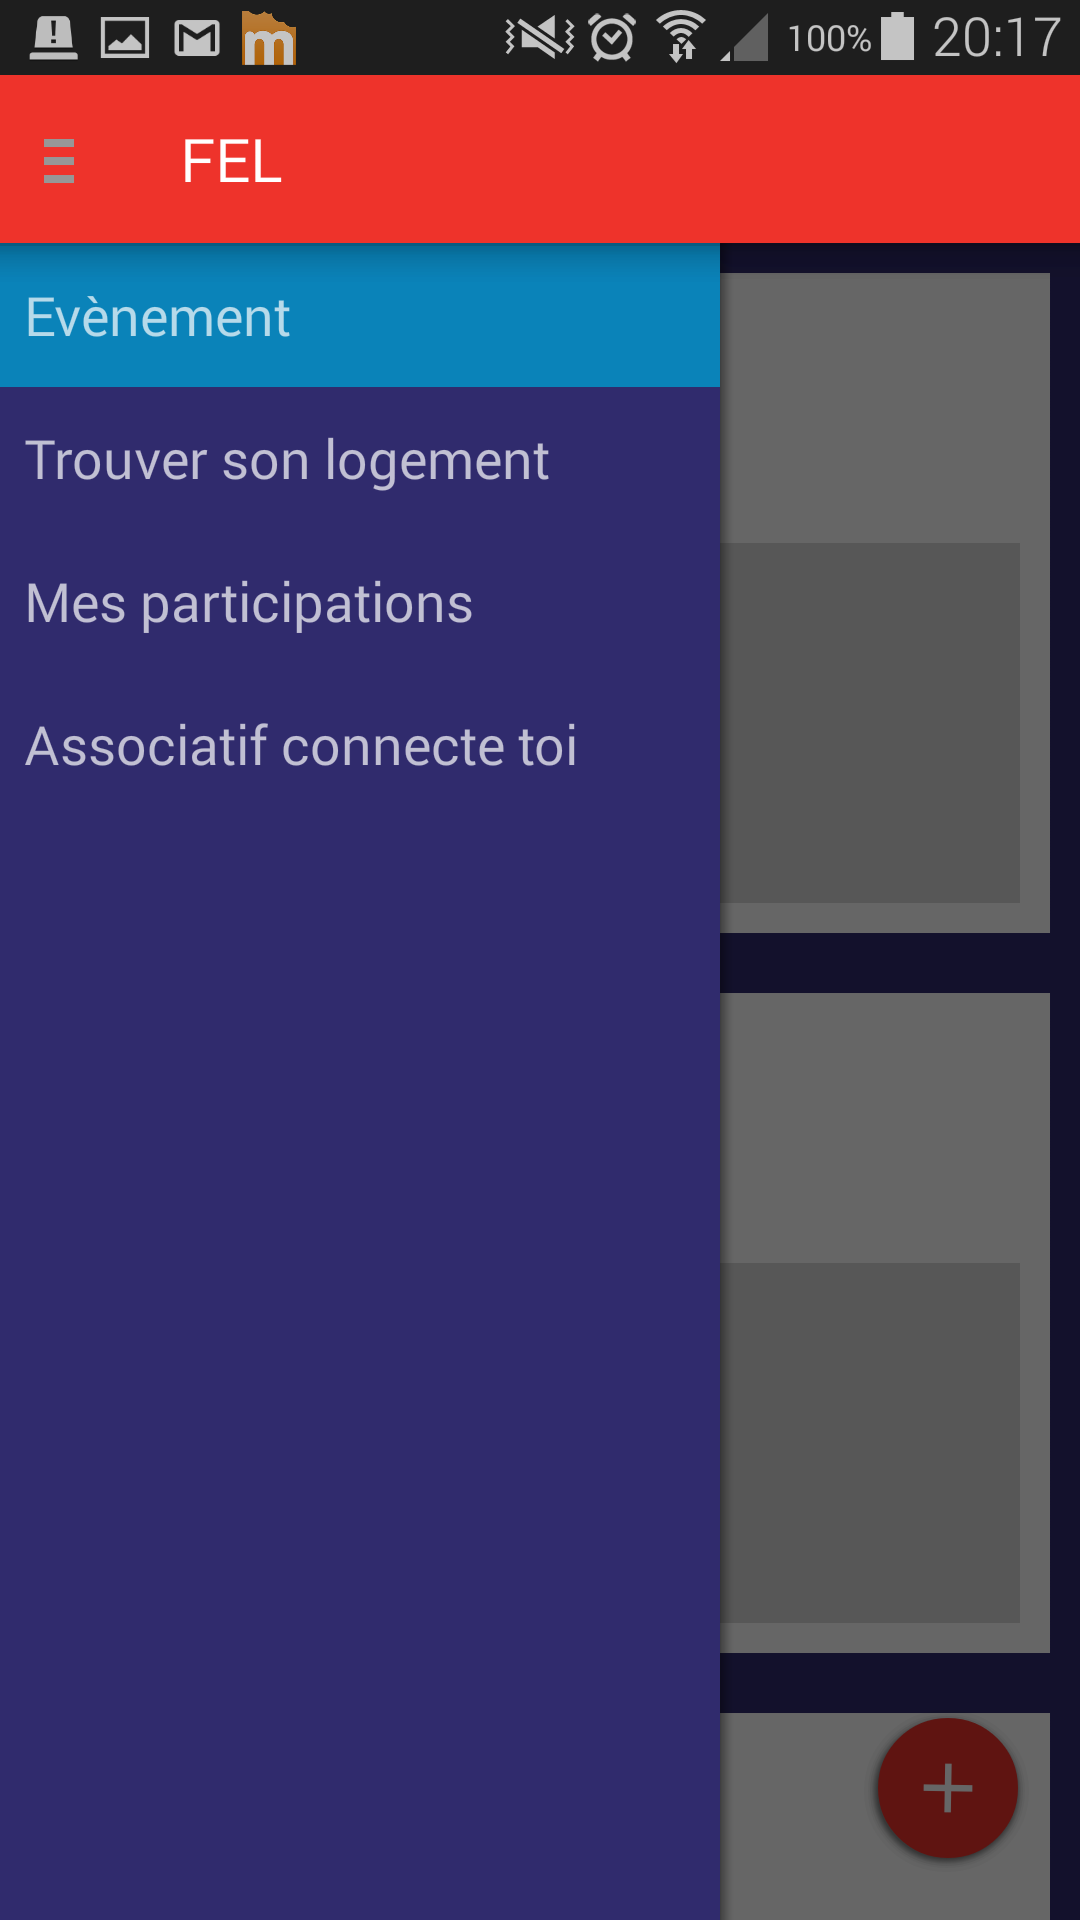 100% 20:17
FEL
Evènement
Trouver son logement
Mes participations
Associatif connecte toi